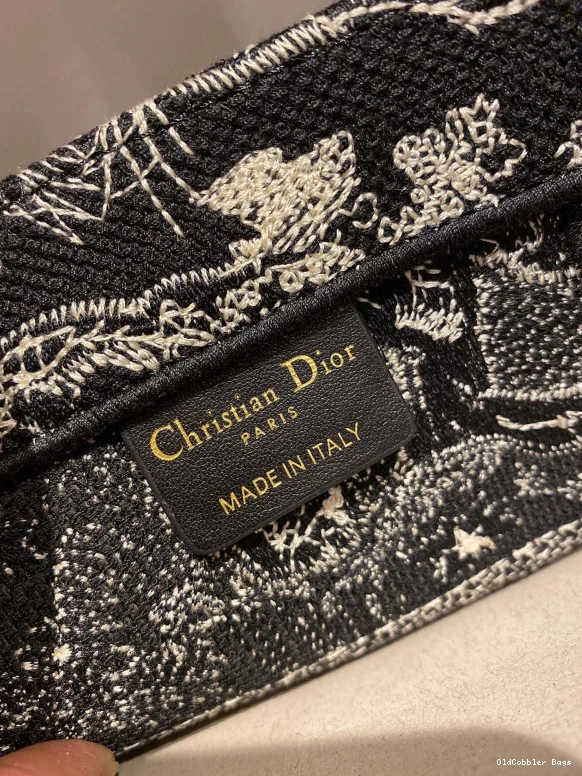 Christian Dior
PARIS
MADE IN ITALY
OldCobbler Bags